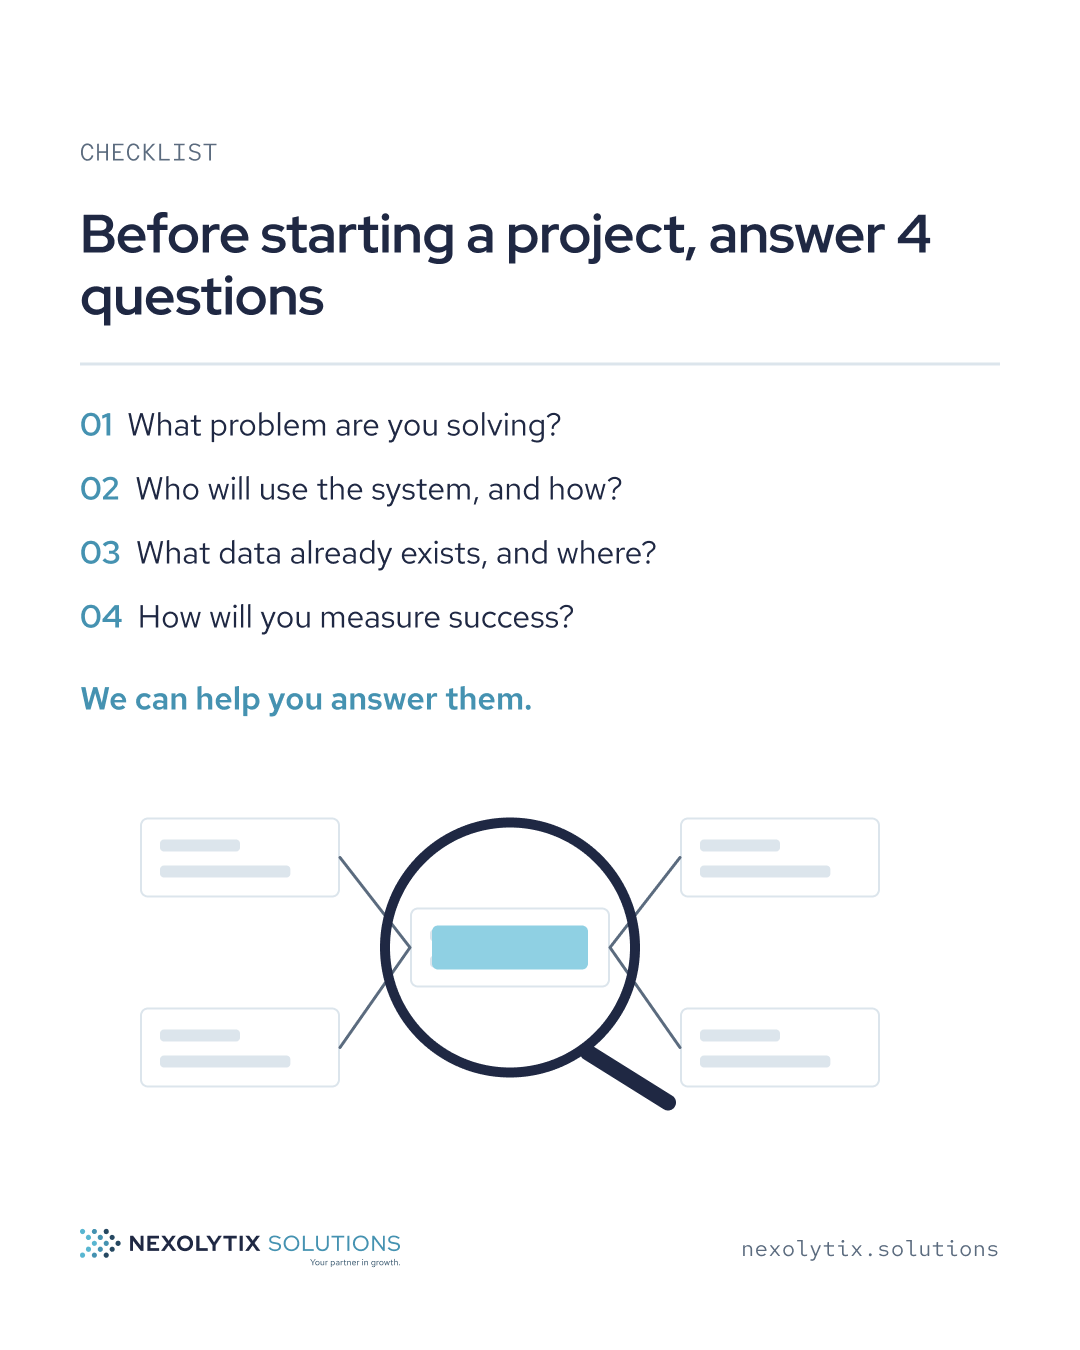 CHECKLIST
Before starting a project, answer 4
questions
01 What problem are you solving?
02 Who will use the system, and how?
03 What data already exists, and where?
04 How will you measure success?
We can help you answer them.
NEXOLYTIX SOLUTIONS
Your partner in growth.
nexolytix.solutions